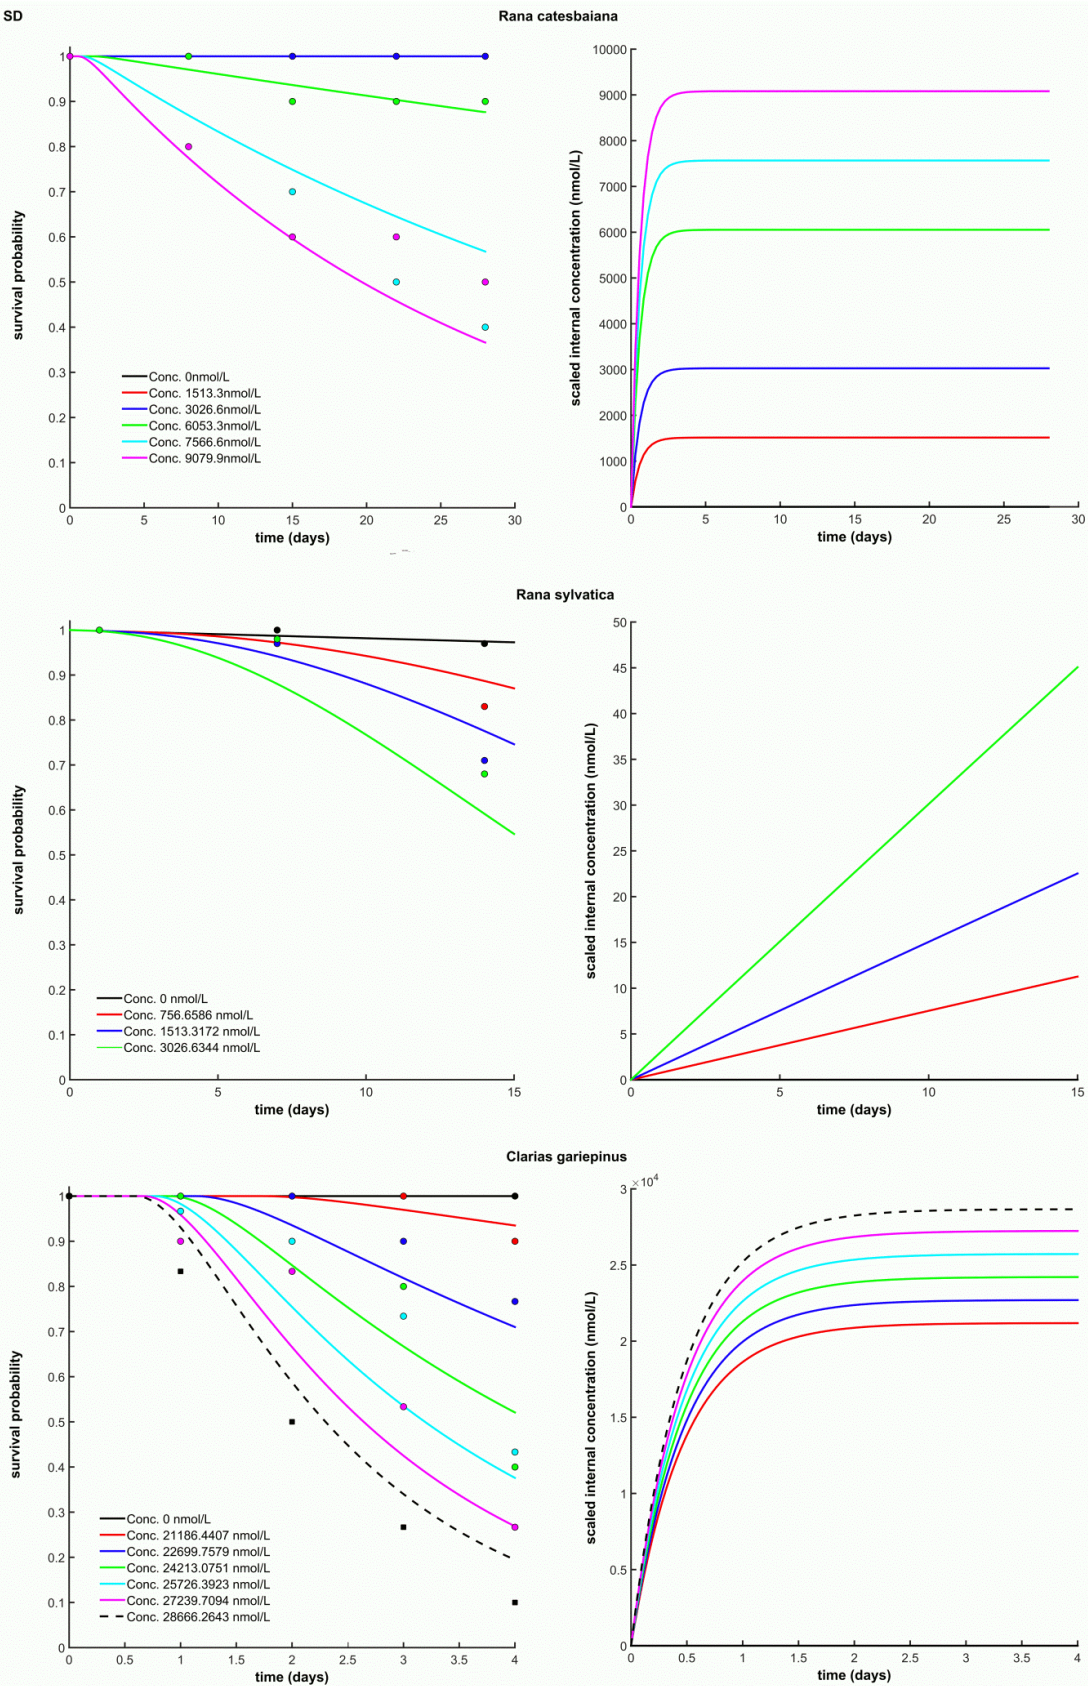 SD
Rana catesbaiana
survival probability
1
0.9
0.8
0.7
0.6
0.5
0.4
0.3
0.2
0.1
0
Conc. 0nmol/L
Conc. 1513.3nmol/L
Conc. 3026.6nmol/L
Conc. 6053.3nmol/L
Conc. 7566.6nmol/L
Conc. 9079.9nmol/L
0 5 10 15 20 25 30
time (days)
scaled internal concentration (nmol/L)
10000
9000
8000
7000
6000
5000
4000
3000
2000
1000
0
0 5 10 15 20 25 30
time (days)
Rana sylvatica
survival probability
1
0.9
0.8
0.7
0.6
0.5
0.4
0.3
0.2
0.1
0
Conc. 0 nmol/L
Conc. 756.6586 nmol/L
Conc. 1513.3172 nmol/L
Conc. 3026.6344 nmol/L
5 10 15
time (days)
scaled internal concentration (nmol/L)
50
45
40
35
30
25
20
15
10
5
0
0 5 10 15
time (days)
Clarias gariepinus
survival probability
1
0.9
0.8
0.7
0.6
0.5
0.4
0.3
0.2
0.1
0
Conc. 0 nmol/L
Conc. 21186.4407 nmol/L
Conc. 22699.7579 nmol/L
Conc. 24213.0751 nmol/L
Conc. 25726.3923 nmol/L
Conc. 27239.7094 nmol/L
Conc. 28666.2643 nmol/L
0 0.5 1 1.5 2 2.5 3 3.5 4
time (days)
scaled internal concentration (nmol/L)
×10⁴
3
2.5
2
1.5
1
0.5
0
0 0.5 1 1.5 2 2.5 3 3.5 4
time (days)